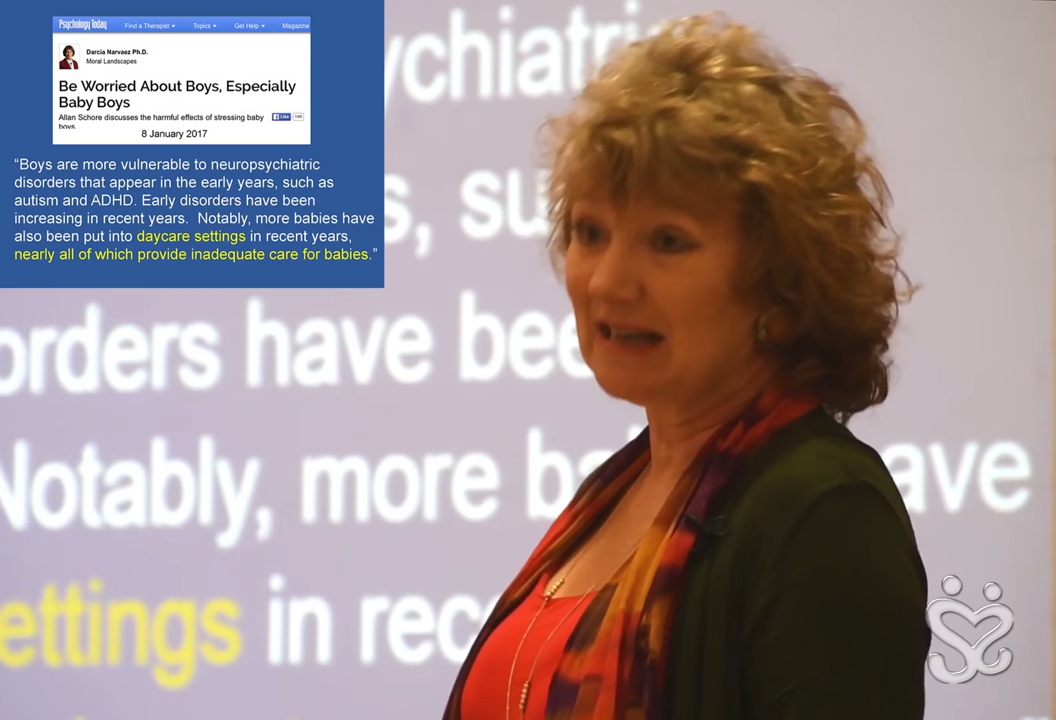 Psychology Today
Find a Therapist Topics Get Help Magazine
Darcia Narvaez Ph.D.
Moral Landscapes
Be Worried About Boys, Especially
Baby Boys
Allan Schore discusses the harmful effects of stressing baby
boys.
Like 14K
8 January 2017
“Boys are more vulnerable to neuropsychiatric
disorders that appear in the early years, such as
autism and ADHD. Early disorders have been
increasing in recent years. Notably, more babies have
also been put into daycare settings in recent years,
nearly all of which provide inadequate care for babies.”
ychiatri
s, su
orders have bee
Notably, more ba ave
ettings in rec